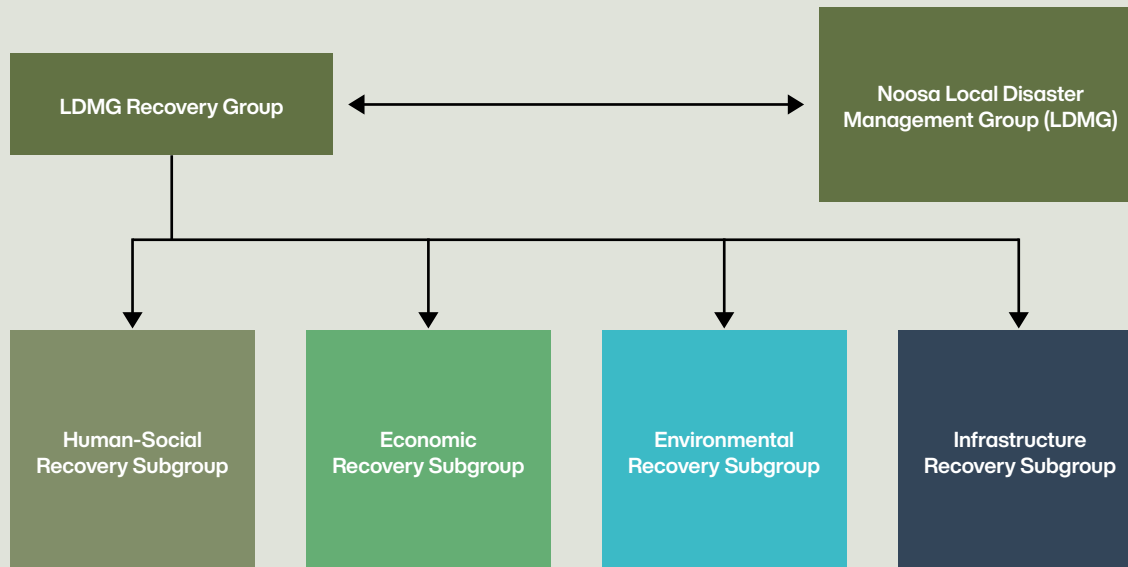 LDMG Recovery Group
Noosa Local Disaster
Management Group (LDMG)
Human-Social
Recovery Subgroup
Economic
Recovery Subgroup
Environmental
Recovery Subgroup
Infrastructure
Recovery Subgroup